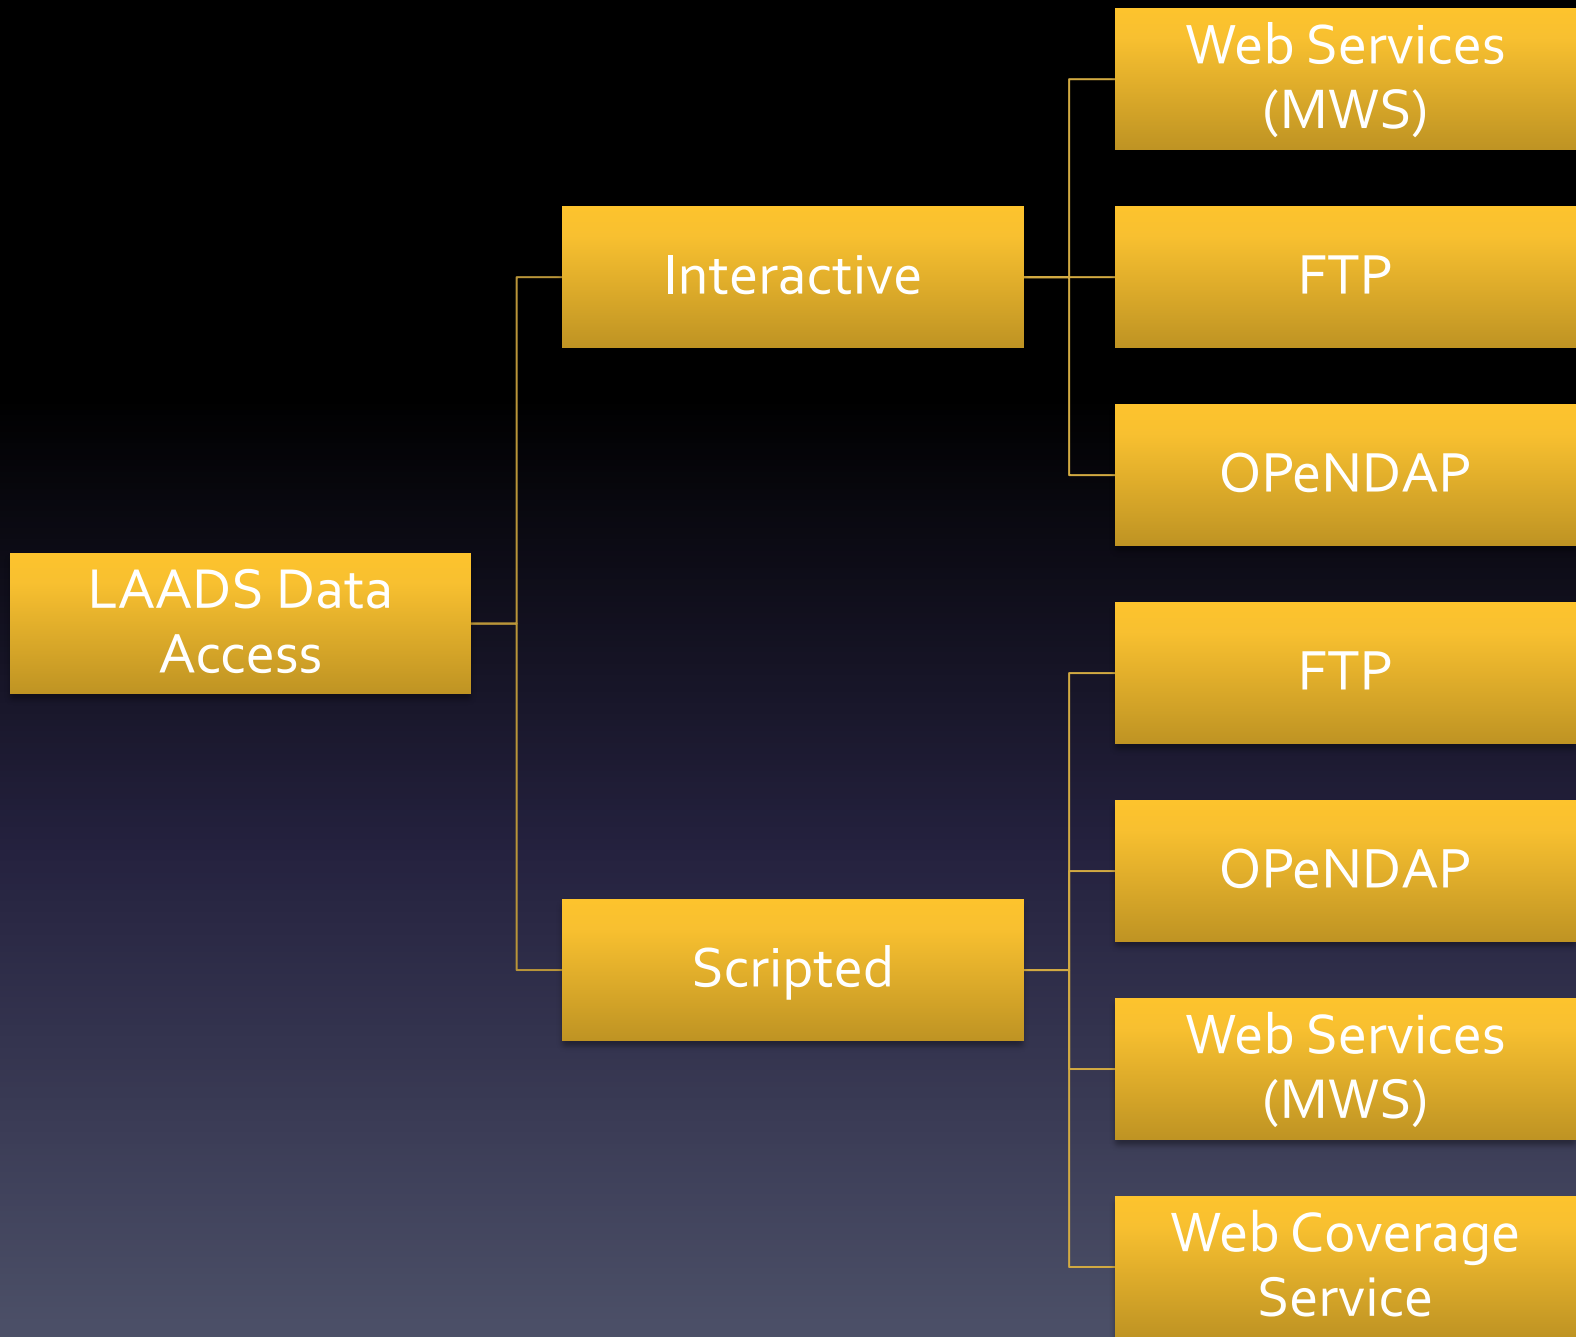 LAADS Data
Access
Interactive
Web Services
(MWS)
FTP
OPeNDAP
Scripted
FTP
OPeNDAP
Web Services
(MWS)
Web Coverage
Service